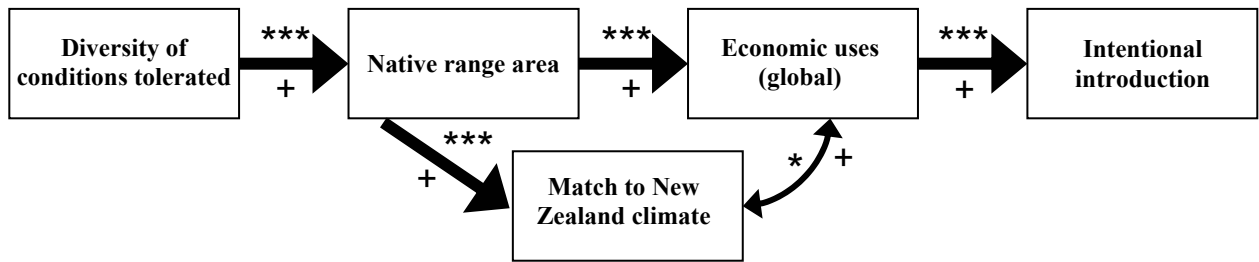 Diversity of
conditions tolerated
***
+
Native range area
***
+
Economic uses
(global)
***
+
Intentional
introduction
***
+
Match to New
Zealand climate
*
+